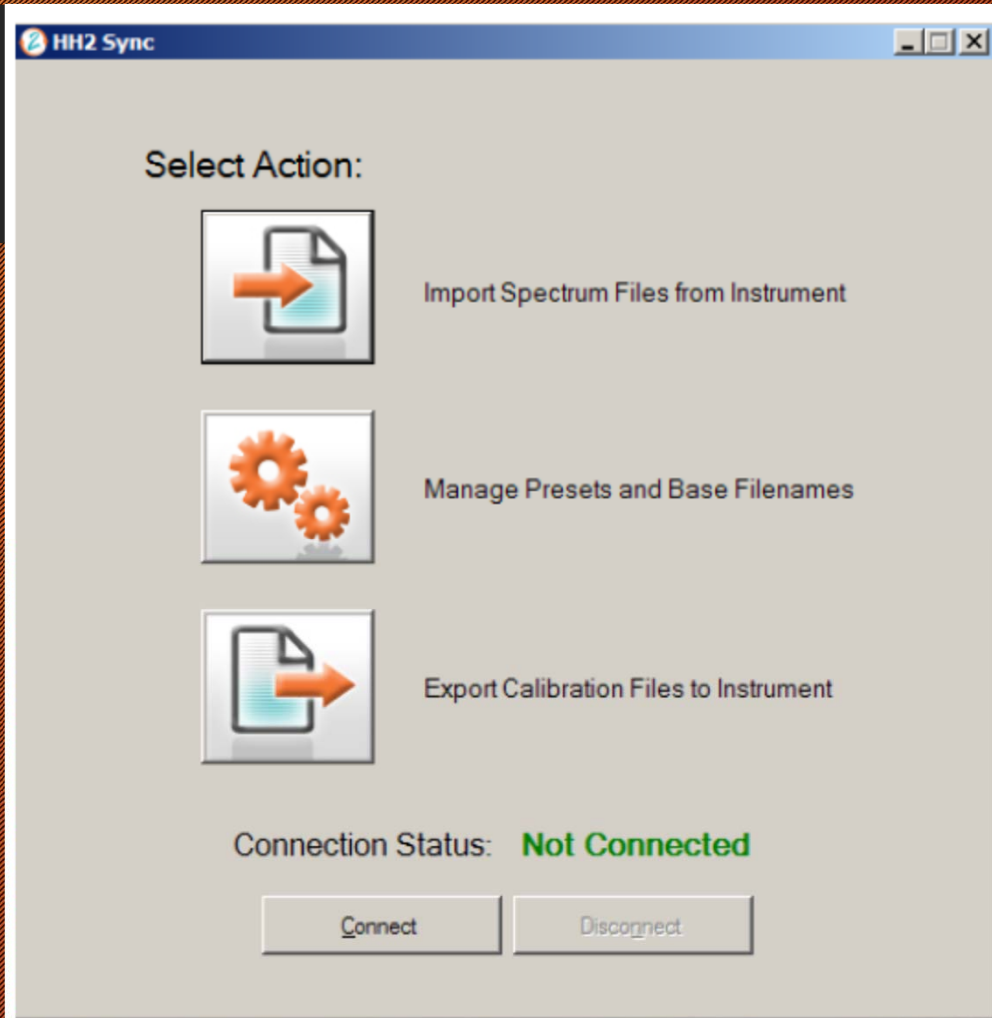 HH2 Sync
Select Action:
Import Spectrum Files from Instrument
Manage Presets and Base Filenames
Export Calibration Files to Instrument
Connection Status: Not Connected
Connect Disconnect